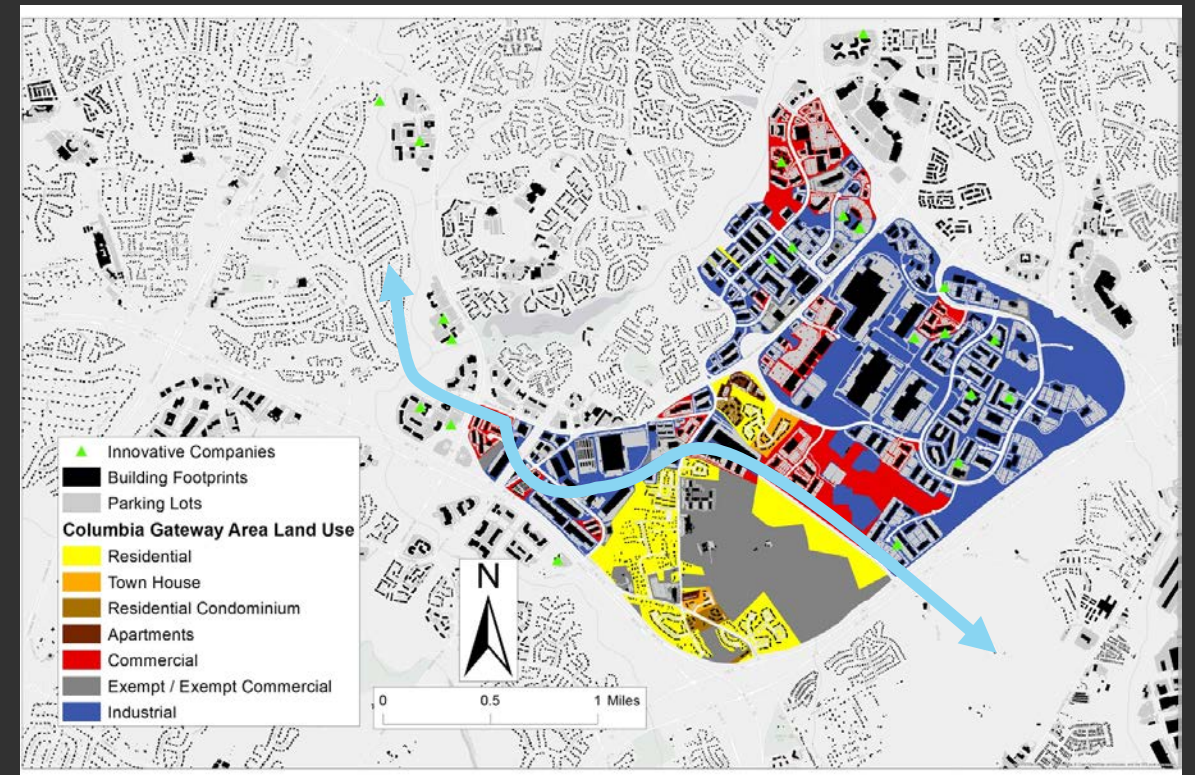 Innovative Companies
Building Footprints
Parking Lots
Columbia Gateway Area Land Use
Residential
Town House
Residential Condominium
Apartments
Commercial
Exempt / Exempt Commercial
Industrial
N
0 0.5 1 Miles